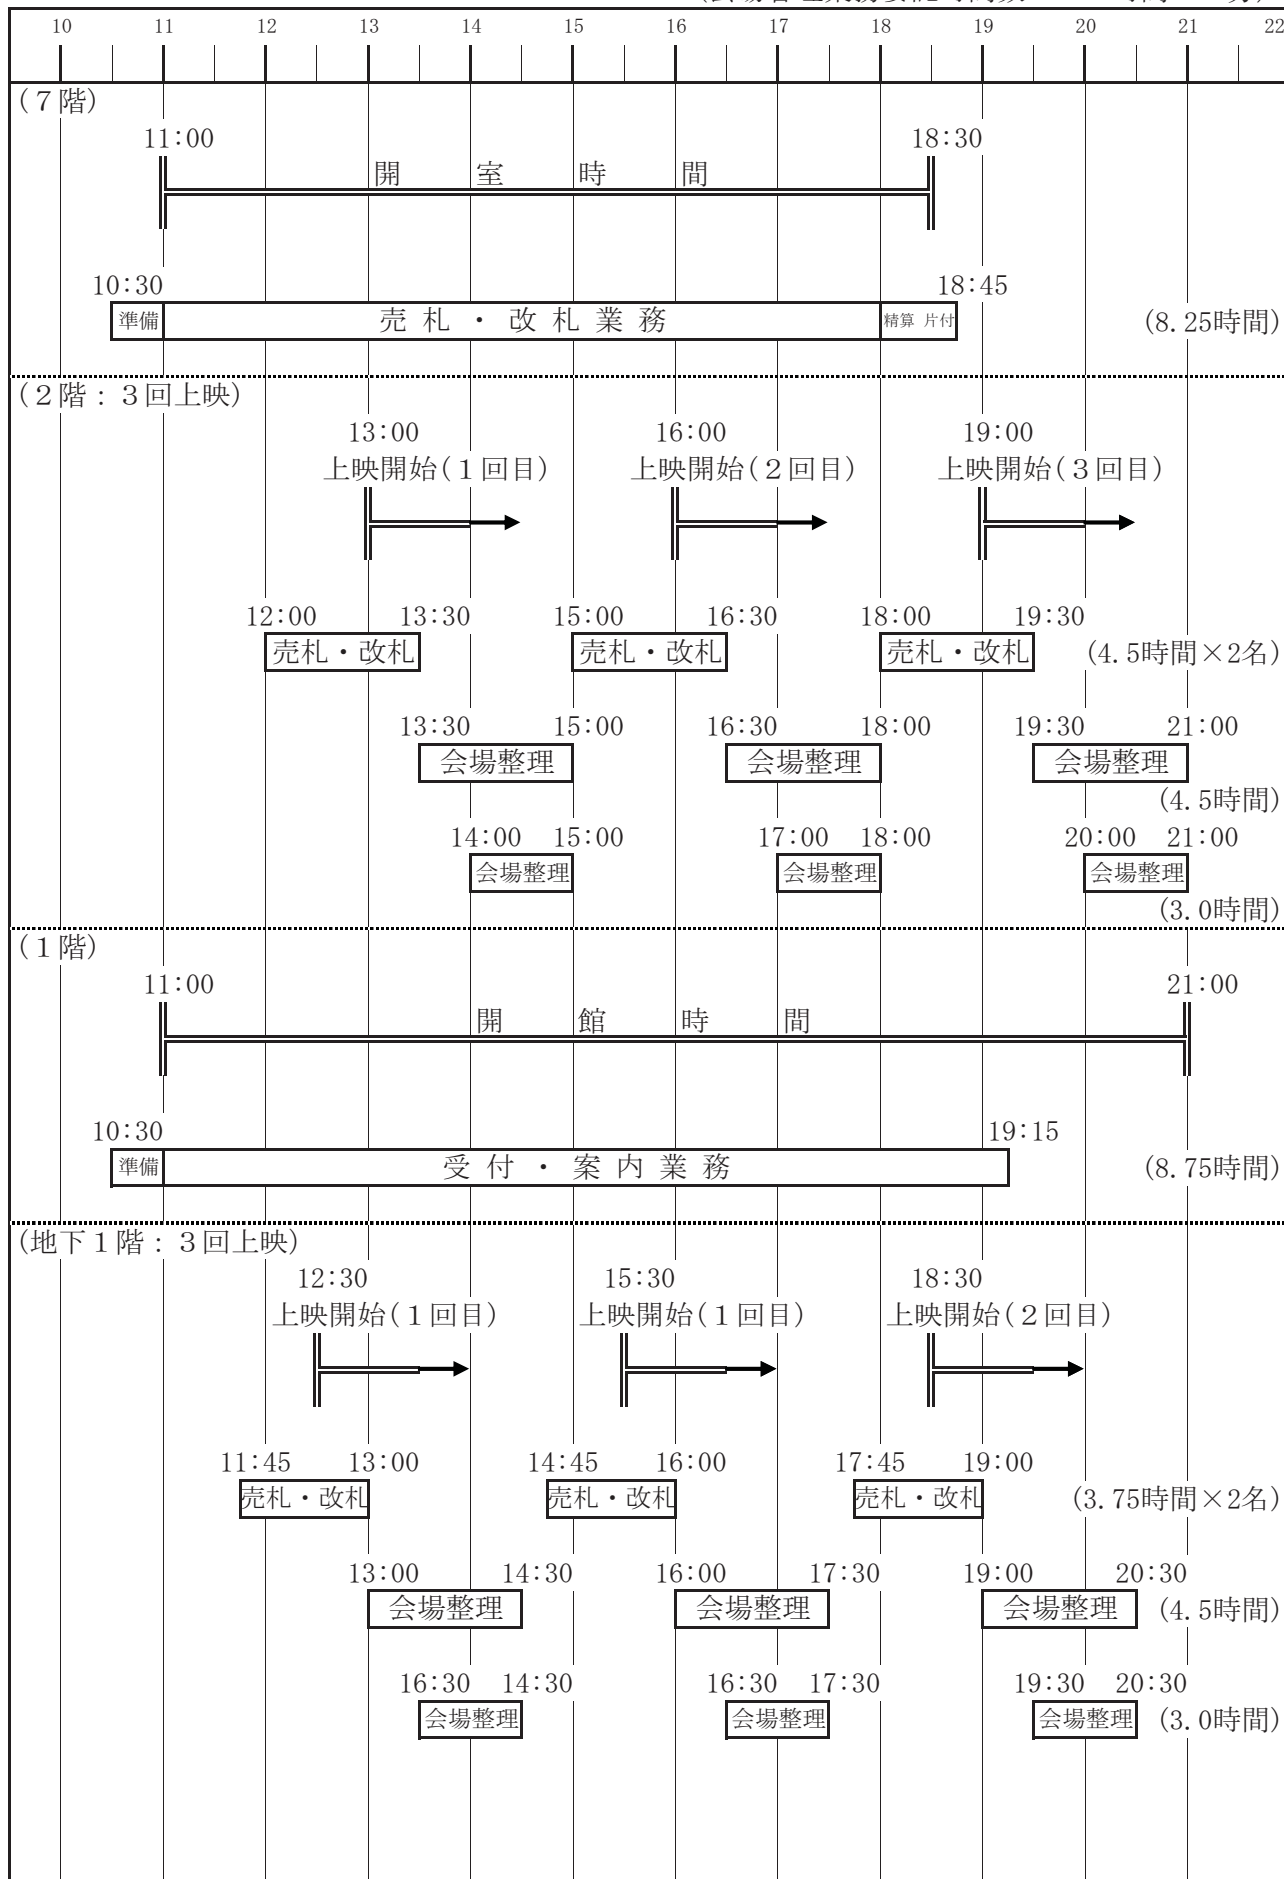 10 11 12 13 14 15 16 17 18 19 20 21 22
(７階)
11:00 18:30
開室時間
10:30 18:45
準備 売札・改札業務 精算 片付 (8.25時間)
(２階：３回上映)
13:00 16:00 19:00
上映開始(１回目) 上映開始(２回目) 上映開始(３回目)
12:00 13:30 15:00 16:30 18:00 19:30
売札・改札 売札・改札 売札・改札 (4.5時間×2名)
13:30 15:00 16:30 18:00 19:30 21:00
会場整理 会場整理 会場整理
(4.5時間)
14:00 15:00 17:00 18:00 20:00 21:00
会場整理 会場整理 会場整理
(3.0時間)
(１階)
11:00 21:00
開館時間
10:30 19:15
準備 受付・案内業務 (8.75時間)
(地下１階：３回上映)
12:30 15:30 18:30
上映開始(１回目) 上映開始(１回目) 上映開始(２回目)
11:45 13:00 14:45 16:00 17:45 19:00
売札・改札 売札・改札 売札・改札 (3.75時間×2名)
13:00 14:30 16:00 17:30 19:00 20:30
会場整理 会場整理 会場整理 (4.5時間)
16:30 14:30 16:30 17:30 19:30 20:30
会場整理 会場整理 会場整理 (3.0時間)